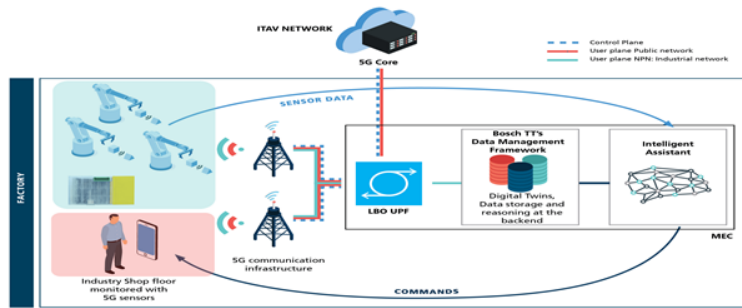 ITAV NETWORK
5G Core
Control Plane
User plane Public network
User plane NPN: Industrial network
FACTORY
SENSOR DATA
Bosch TT's
Data Management
Framework
Intelligent
Assistant
LBO UPF
Digital Twins,
Data storage and
reasoning at the
backend
MEC
5G communication
infrastructure
Industry Shop floor
monitored with
5G sensors
COMMANDS